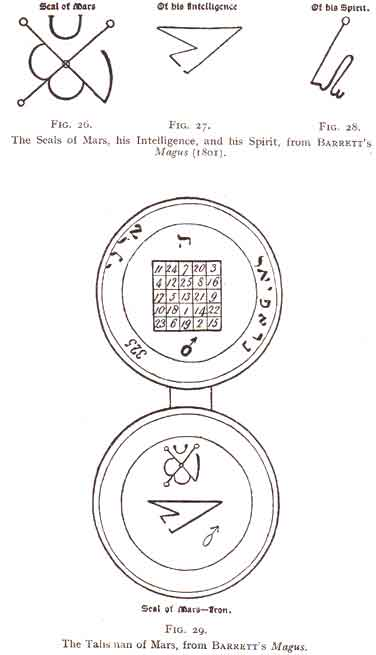 Seal of Mars Of his Intelligence Of his Spirit.
FIG. 26. FIG. 27. FIG. 28.
The Seals of Mars, his Intelligence, and his Spirit, from BARRETT'S
Magus (1801).
אדני
ה
11 24 7 20 3
4 12 25 8 16
17 5 13 21 9
10 18 1 14 22
23 6 19 2 15
325
♂
♂
Seal of Mars—Iron.
FIG. 29.
The Talisman of Mars, from BARRETT'S Magus.